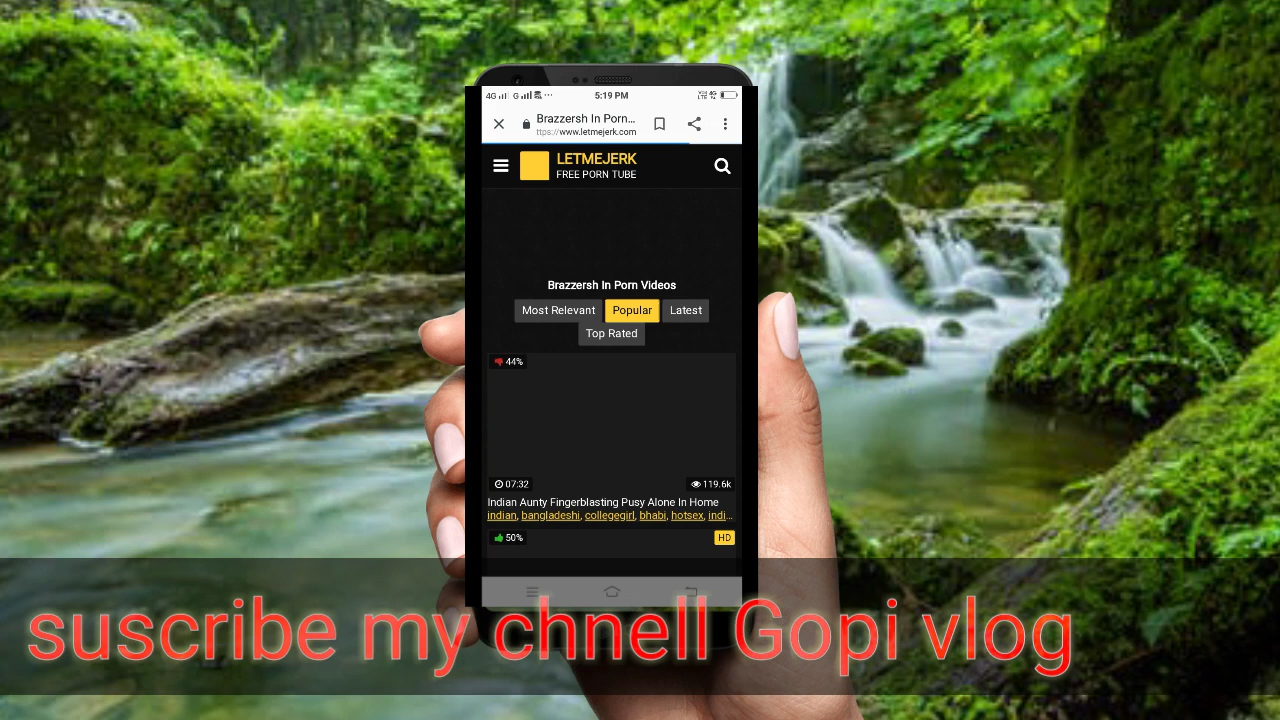 4G G 5:19 PM
Brazzersh In Porn...
ttps://www.letmejerk.com
LETMEJERK
FREE PORN TUBE
Brazzersh In Porn Videos
Most Relevant Popular Latest
Top Rated
44%
07:32 119.6k
Indian Aunty Fingerblasting Pusy Alone In Home
indian, bangladeshi, collegegirl, bhabi, hotsex, indi...
50% HD
suscribe my chnell Gopi vlog